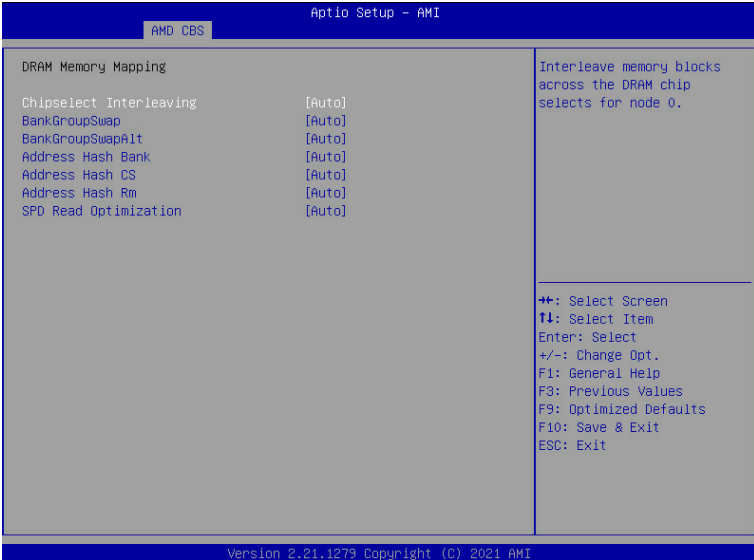 Aptio Setup – AMI
AMD CBS
DRAM Memory Mapping
Chipselect Interleaving [Auto]
BankGroupSwap [Auto]
BankGroupSwapAlt [Auto]
Address Hash Bank [Auto]
Address Hash CS [Auto]
Address Hash Rm [Auto]
SPD Read Optimization [Auto]
Interleave memory blocks
across the DRAM chip
selects for node 0.
→←: Select Screen
↑↓: Select Item
Enter: Select
+/-: Change Opt.
F1: General Help
F3: Previous Values
F9: Optimized Defaults
F10: Save & Exit
ESC: Exit
Version 2.21.1279 Copyright (C) 2021 AMI